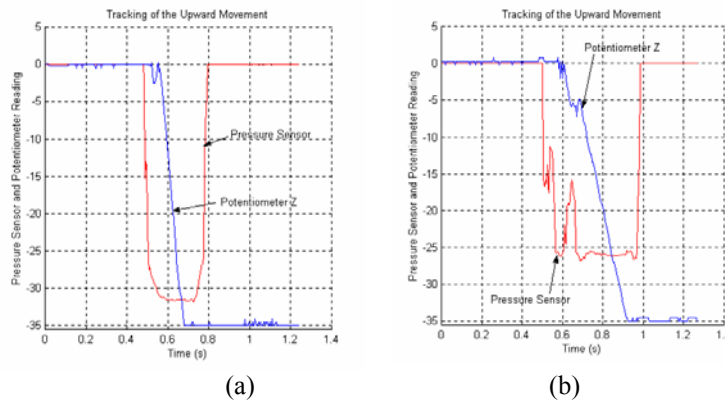 Tracking of the Upward Movement
Pressure Sensor and Potentiometer Reading
5
0
-5
-10
-15
-20
-25
-30
-35
Pressure Sensor
Potentiometer Z
0 0.2 0.4 0.6 0.8 1 1.2 1.4
Time (s)
(a)
Tracking of the Upward Movement
Pressure Sensor and Potentiometer Reading
5
0
-5
-10
-15
-20
-25
-30
-35
Potentiometer Z
Pressure Sensor
0 0.2 0.4 0.6 0.8 1 1.2 1.4
Time (s)
(b)